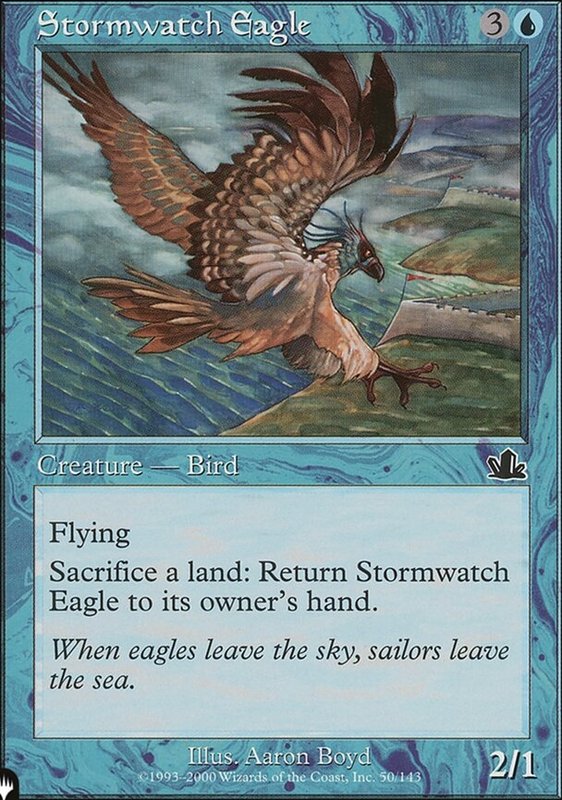 Stormwatch Eagle 3
Creature — Bird
Flying
Sacrifice a land: Return Stormwatch
Eagle to its owner's hand.
When eagles leave the sky, sailors leave
the sea.
Illus. Aaron Boyd
©1993–2000 Wizards of the Coast, Inc. 50/143
2/1